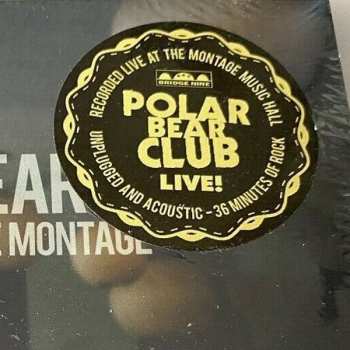 RECORDED LIVE AT THE MONTAGE MUSIC HALL
BRIDGE NINE
POLAR
BEAR
CLUB
LIVE!
UNPLUGGED AND ACOUSTIC - 36 MINUTES OF ROCK
EAR
E MONTAGE